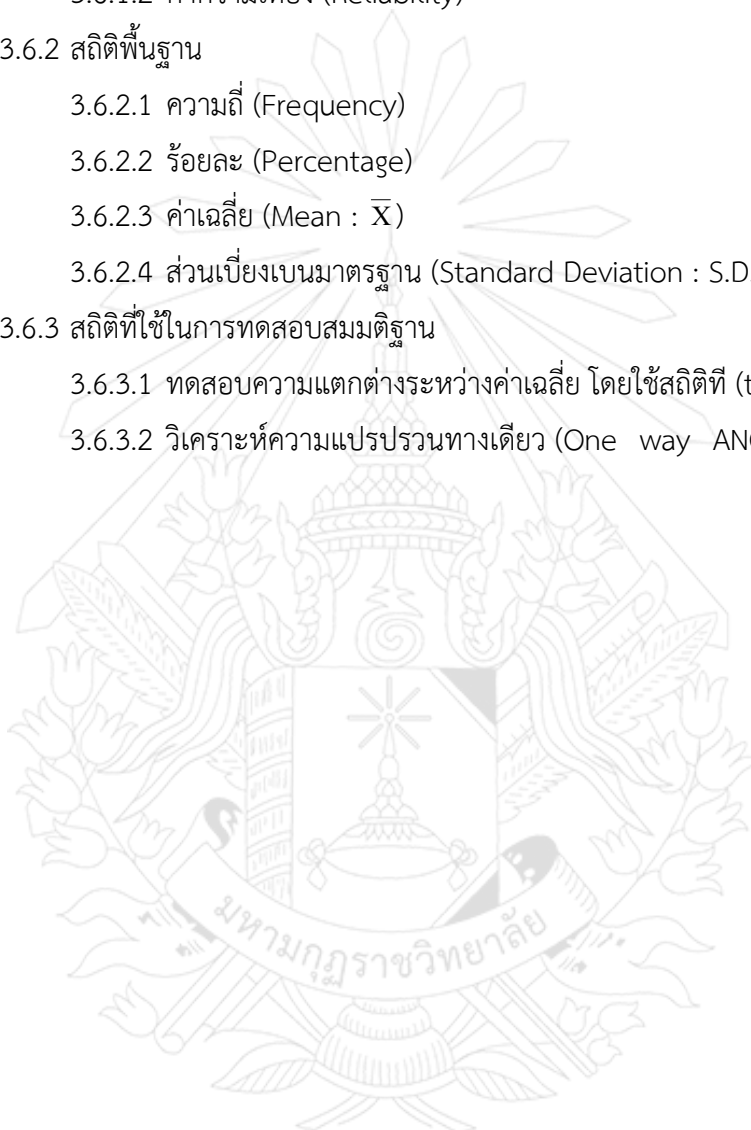 3.6.1.2 (Reliability)
3.6.2 สถิติพื้นฐาน
3.6.2.1 ความถี่ (Frequency)
3.6.2.2 ร้อยละ (Percentage)
3.6.2.3 ค่าเฉลี่ย (Mean : X̅)
3.6.2.4 ส่วนเบี่ยงเบนมาตรฐาน (Standard Deviation : S.D.
3.6.3 สถิติที่ใช้ในการทดสอบสมมติฐาน
3.6.3.1 ทดสอบความแตกต่างระหว่างค่าเฉลี่ย โดยใช้สถิติที (t
3.6.3.2 วิเคราะห์ความแปรปรวนทางเดียว (One way
มหามกุฏราชวิทยาลัย